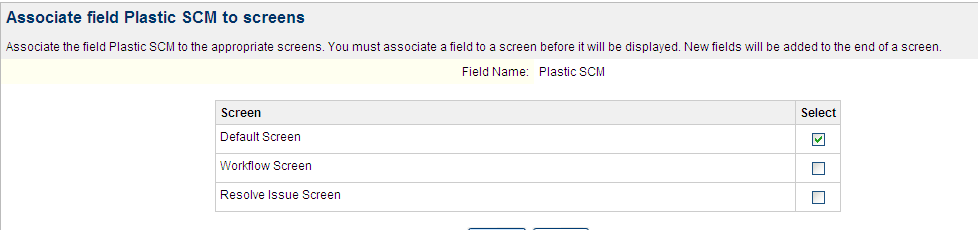 Associate field Plastic SCM to screens
Associate the field Plastic SCM to the appropriate screens. You must associate a field to a screen before it will be displayed. New fields will be added to the end of a screen.
Field Name: Plastic SCM
Screen Select
Default Screen
Workflow Screen
Resolve Issue Screen